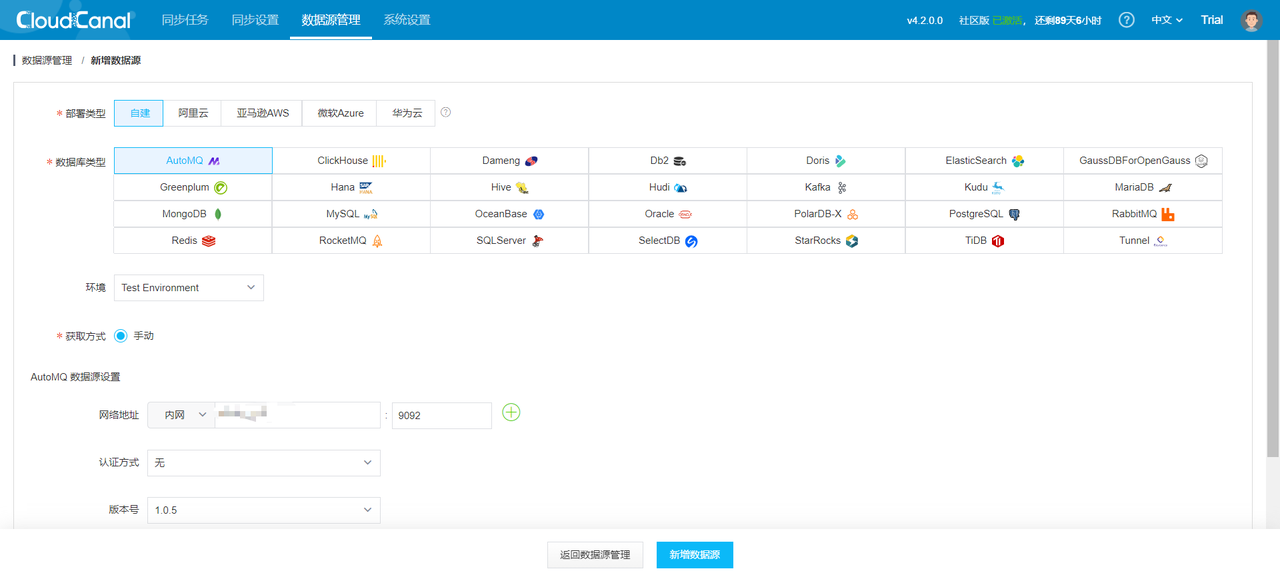 CloudCanal 同步任务 同步设置 数据源管理 系统设置 v4.2.0.0 社区版 已激活， 还剩89天6小时 ? 中文 Trial
数据源管理 / 新增数据源
* 部署类型 自建 阿里云 亚马逊AWS 微软Azure 华为云 ?
* 数据库类型 AutoMQ ClickHouse Dameng Db2 Doris ElasticSearch GaussDBForOpenGauss
Greenplum Hana Hive Hudi Kafka Kudu MariaDB
MongoDB MySQL OceanBase Oracle PolarDB-X PostgreSQL RabbitMQ
Redis RocketMQ SQLServer SelectDB StarRocks TiDB Tunnel
环境 Test Environment
* 获取方式 手动
AutoMQ 数据源设置
网络地址 内网 : 9092
认证方式 无
版本号 1.0.5
返回数据源管理 新增数据源